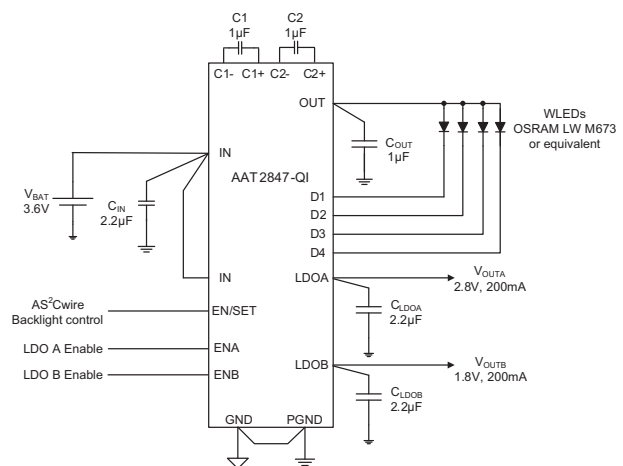 C1
1µF
C2
1µF
C1- C1+ C2- C2+
OUT
WLEDs
OSRAM LW M673
or equivalent
C_OUT
1µF
IN
AAT2847-QI
V_BAT
3.6V
C_IN
2.2µF
D1
D2
D3
D4
IN
LDOA
V_OUTA
2.8V, 200mA
AS²Cwire
Backlight control
EN/SET
C_LDOA
2.2µF
LDO A Enable
ENA
LDO B Enable
ENB
LDOB
V_OUTB
1.8V, 200mA
C_LDOB
2.2µF
GND PGND